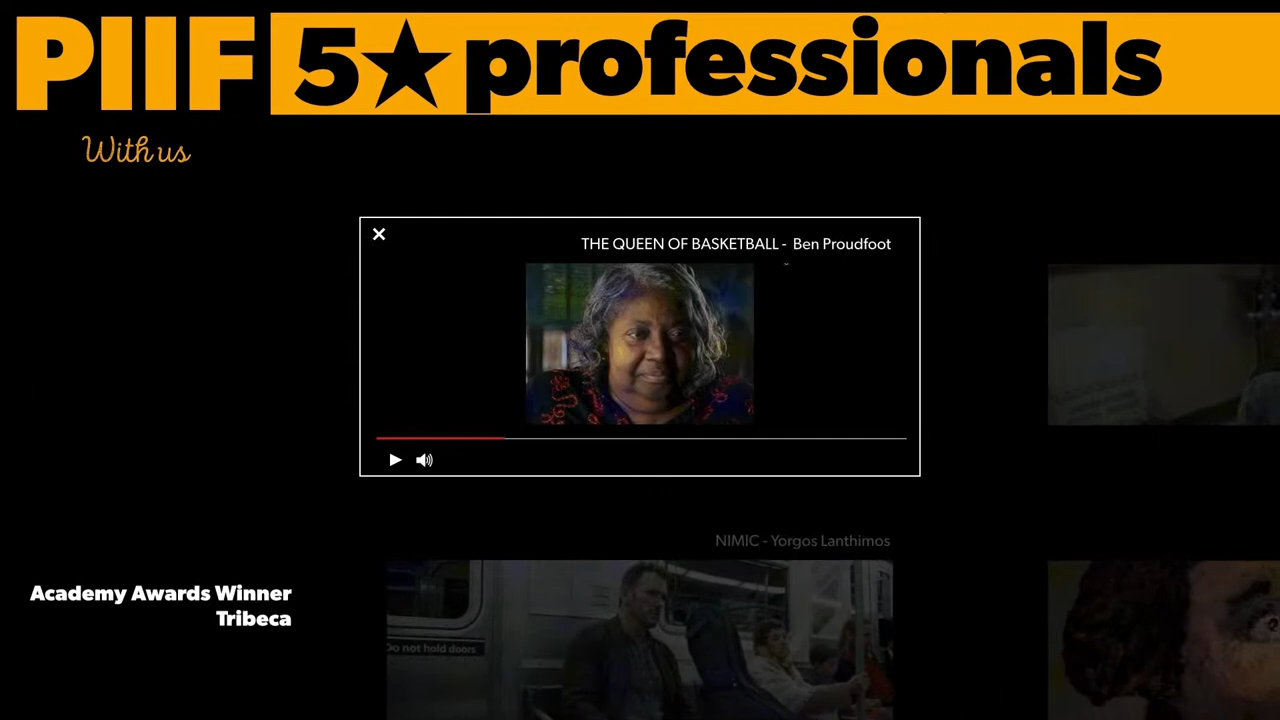 PIIF 5★professionals
With us
THE QUEEN OF BASKETBALL - Ben Proudfoot
NIMIC - Yorgos Lanthimos
Academy Awards Winner
Tribeca
Do not hold doors